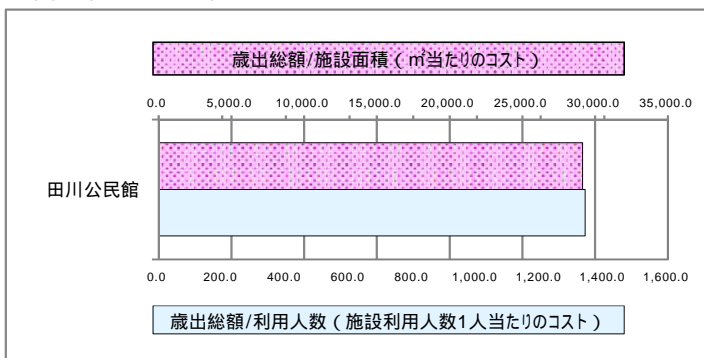 歳出総額/施設面積（㎡当たりのコスト）
0.0 5,000.0 10,000.0 15,000.0 20,000.0 25,000.0 30,000.0 35,000.0
田川公民館
0.0 200.0 400.0 600.0 800.0 1,000.0 1,200.0 1,400.0 1,600.0
歳出総額/利用人数（施設利用人数1人当たりのコスト）